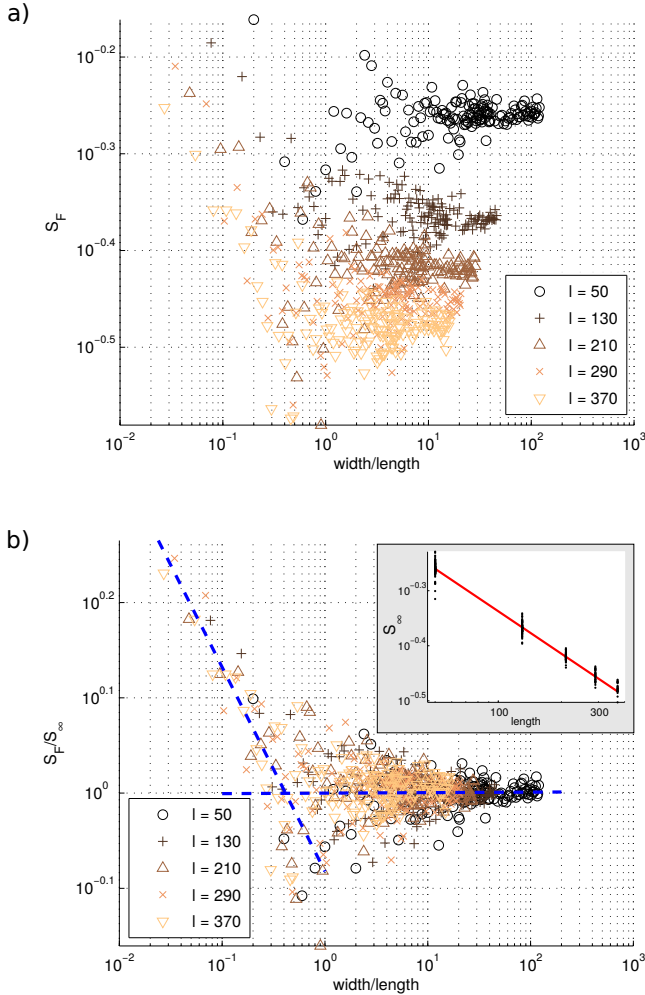 a)
10^-0.2
10^-0.3
10^-0.4
10^-0.5
S_F
l = 50
l = 130
l = 210
l = 290
l = 370
10^-2 10^-1 10^0 10^1 10^2 10^3
width/length
b)
10^0.2
10^0.1
10^0
10^-0.1
S_F/S_∞
10^-0.3
10^-0.4
10^-0.5
S_∞
100 300
length
l = 50
l = 130
l = 210
l = 290
l = 370
10^-2 10^-1 10^0 10^1 10^2 10^3
width/length